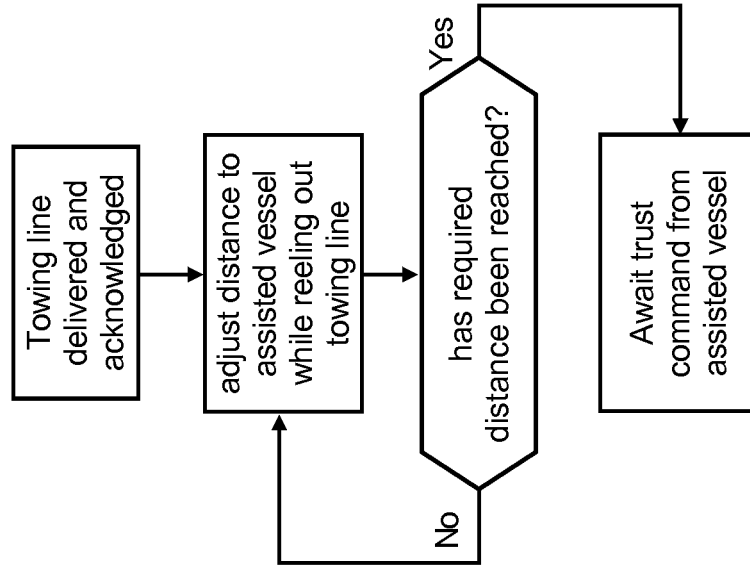 Towing line
delivered and
acknowledged
adjust distance to
assisted vessel
while reeling out
towing line
has required
distance been reached?
No
Yes
Await trust
command from
assisted vessel